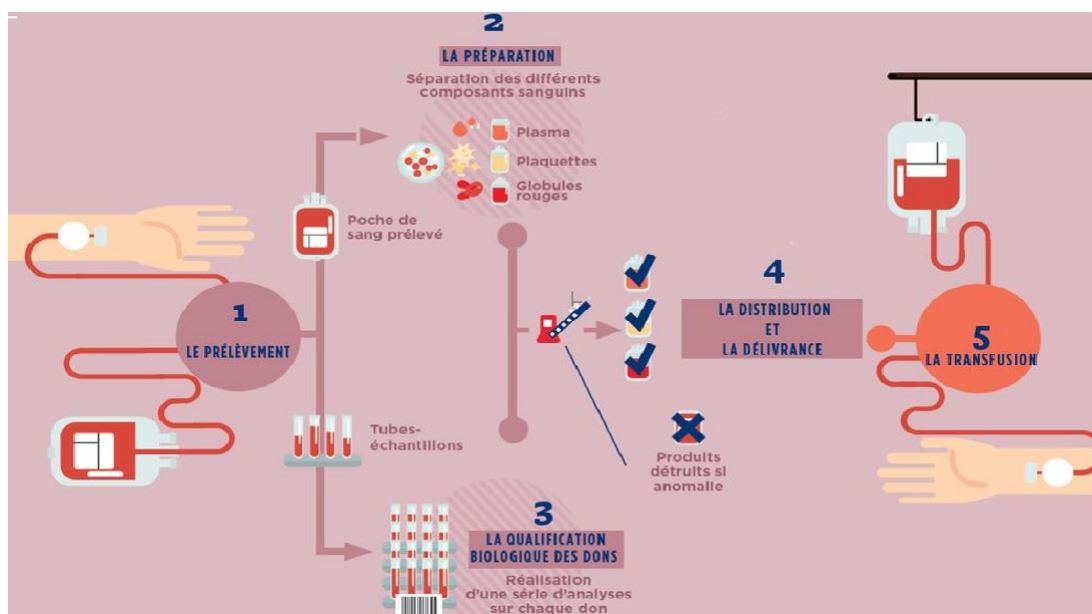 1
LE PRÉLÈVEMENT
Poche de
sang prélevé
Tubes-
échantillons
2
LA PRÉPARATION
Séparation des différents
composants sanguins
Plasma
Plaquettes
Globules
rouges
3
LA QUALIFICATION
BIOLOGIQUE DES DONS
Réalisation
d'une série d'analyses
sur chaque don
Produits
détruits si
anomalie
4
LA DISTRIBUTION
ET
LA DÉLIVRANCE
5
LA TRANSFUSION